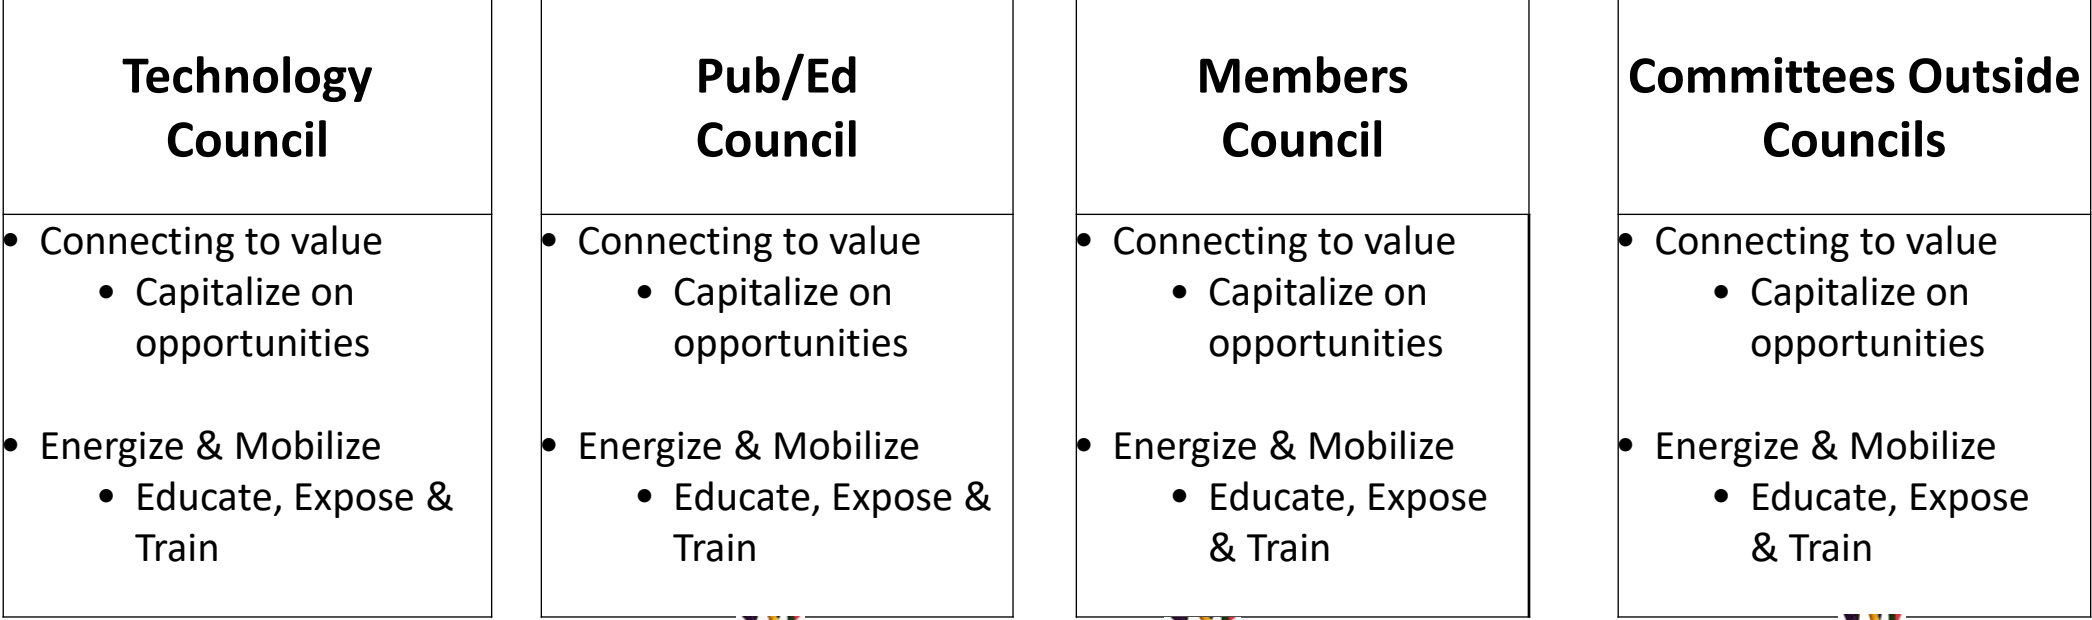 Technology
Council
• Connecting to value
• Capitalize on
opportunities
• Energize & Mobilize
• Educate, Expose &
Train
Pub/Ed
Council
• Connecting to value
• Capitalize on
opportunities
• Energize & Mobilize
• Educate, Expose &
Train
Members
Council
• Connecting to value
• Capitalize on
opportunities
• Energize & Mobilize
• Educate, Expose
& Train
Committees Outside
Councils
• Connecting to value
• Capitalize on
opportunities
• Energize & Mobilize
• Educate, Expose
& Train